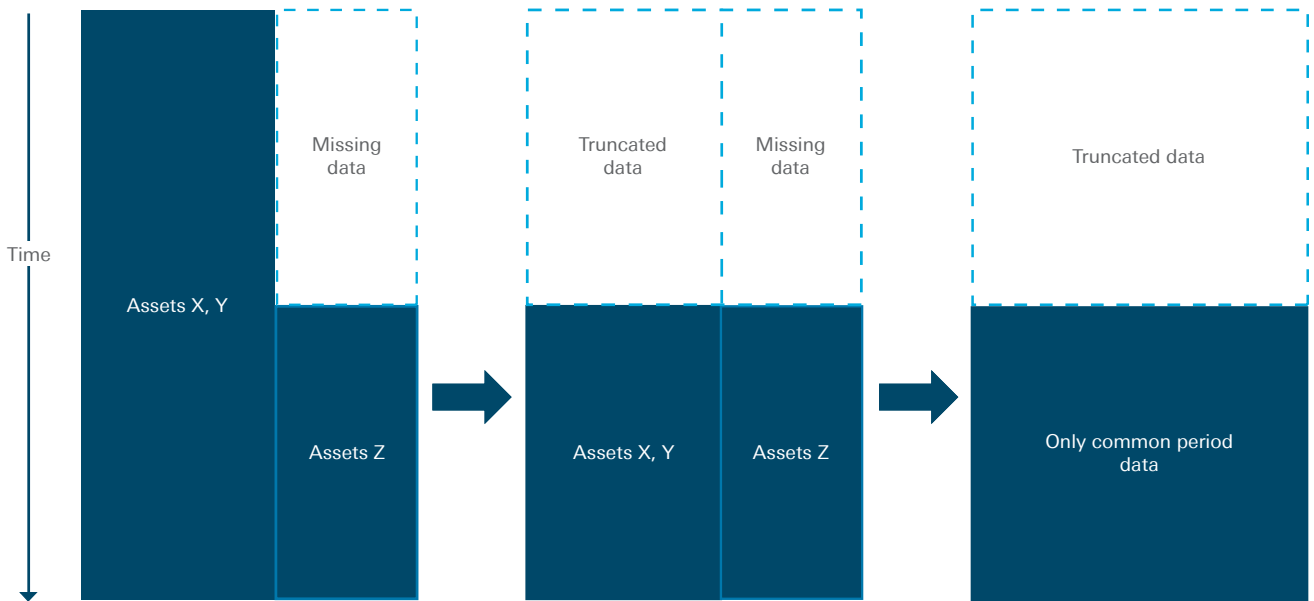 Time
Assets X, Y
Missing
data
Assets Z
Truncated
data
Missing
data
Assets X, Y
Assets Z
Truncated data
Only common period
data